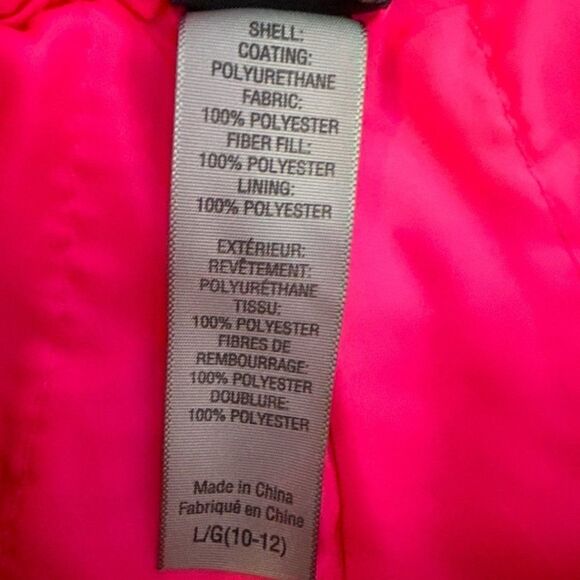 SHELL:
COATING:
POLYURETHANE
FABRIC:
100% POLYESTER
FIBER FILL:
100% POLYESTER
LINING:
100% POLYESTER
EXTÉRIEUR:
REVÊTEMENT:
POLYURÉTHANE
TISSU:
100% POLYESTER
FIBRES DE
REMBOURRAGE:
100% POLYESTER
DOUBLURE:
100% POLYESTER
Made in China
Fabriqué en Chine
L/G(10-12)